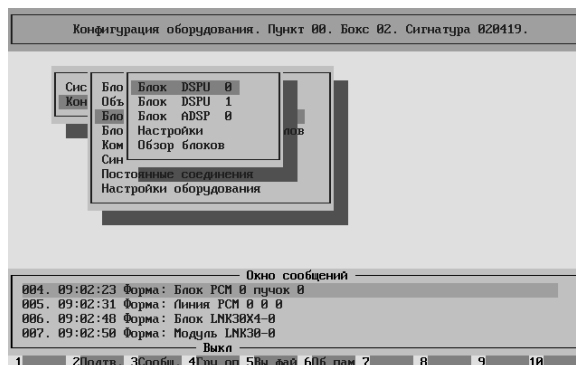 Конфигурация оборудования. Пункт 00. Бокс 02. Сигнатура 020419.
Сис Бло Блок DSPU 0
Кон Объ Блок DSPU 1
Бло Блок ADSP 0
Бло Настройки лов
Ком Обзор блоков
Син
Постоянные соединения
Настройки оборудования
Окно сообщений
004. 09:02:23 Форма: Блок PCM 0 пучок 0
005. 09:02:31 Форма: Линия PCM 0 0 0
006. 09:02:48 Форма: Блок LNK30X4-0
007. 09:02:50 Форма: Модуль LNK30-0
Выкл
1 2Подтв. 3Сообщ. 4Гру оп 5Вы фай 6Об пам 7 8 9 10